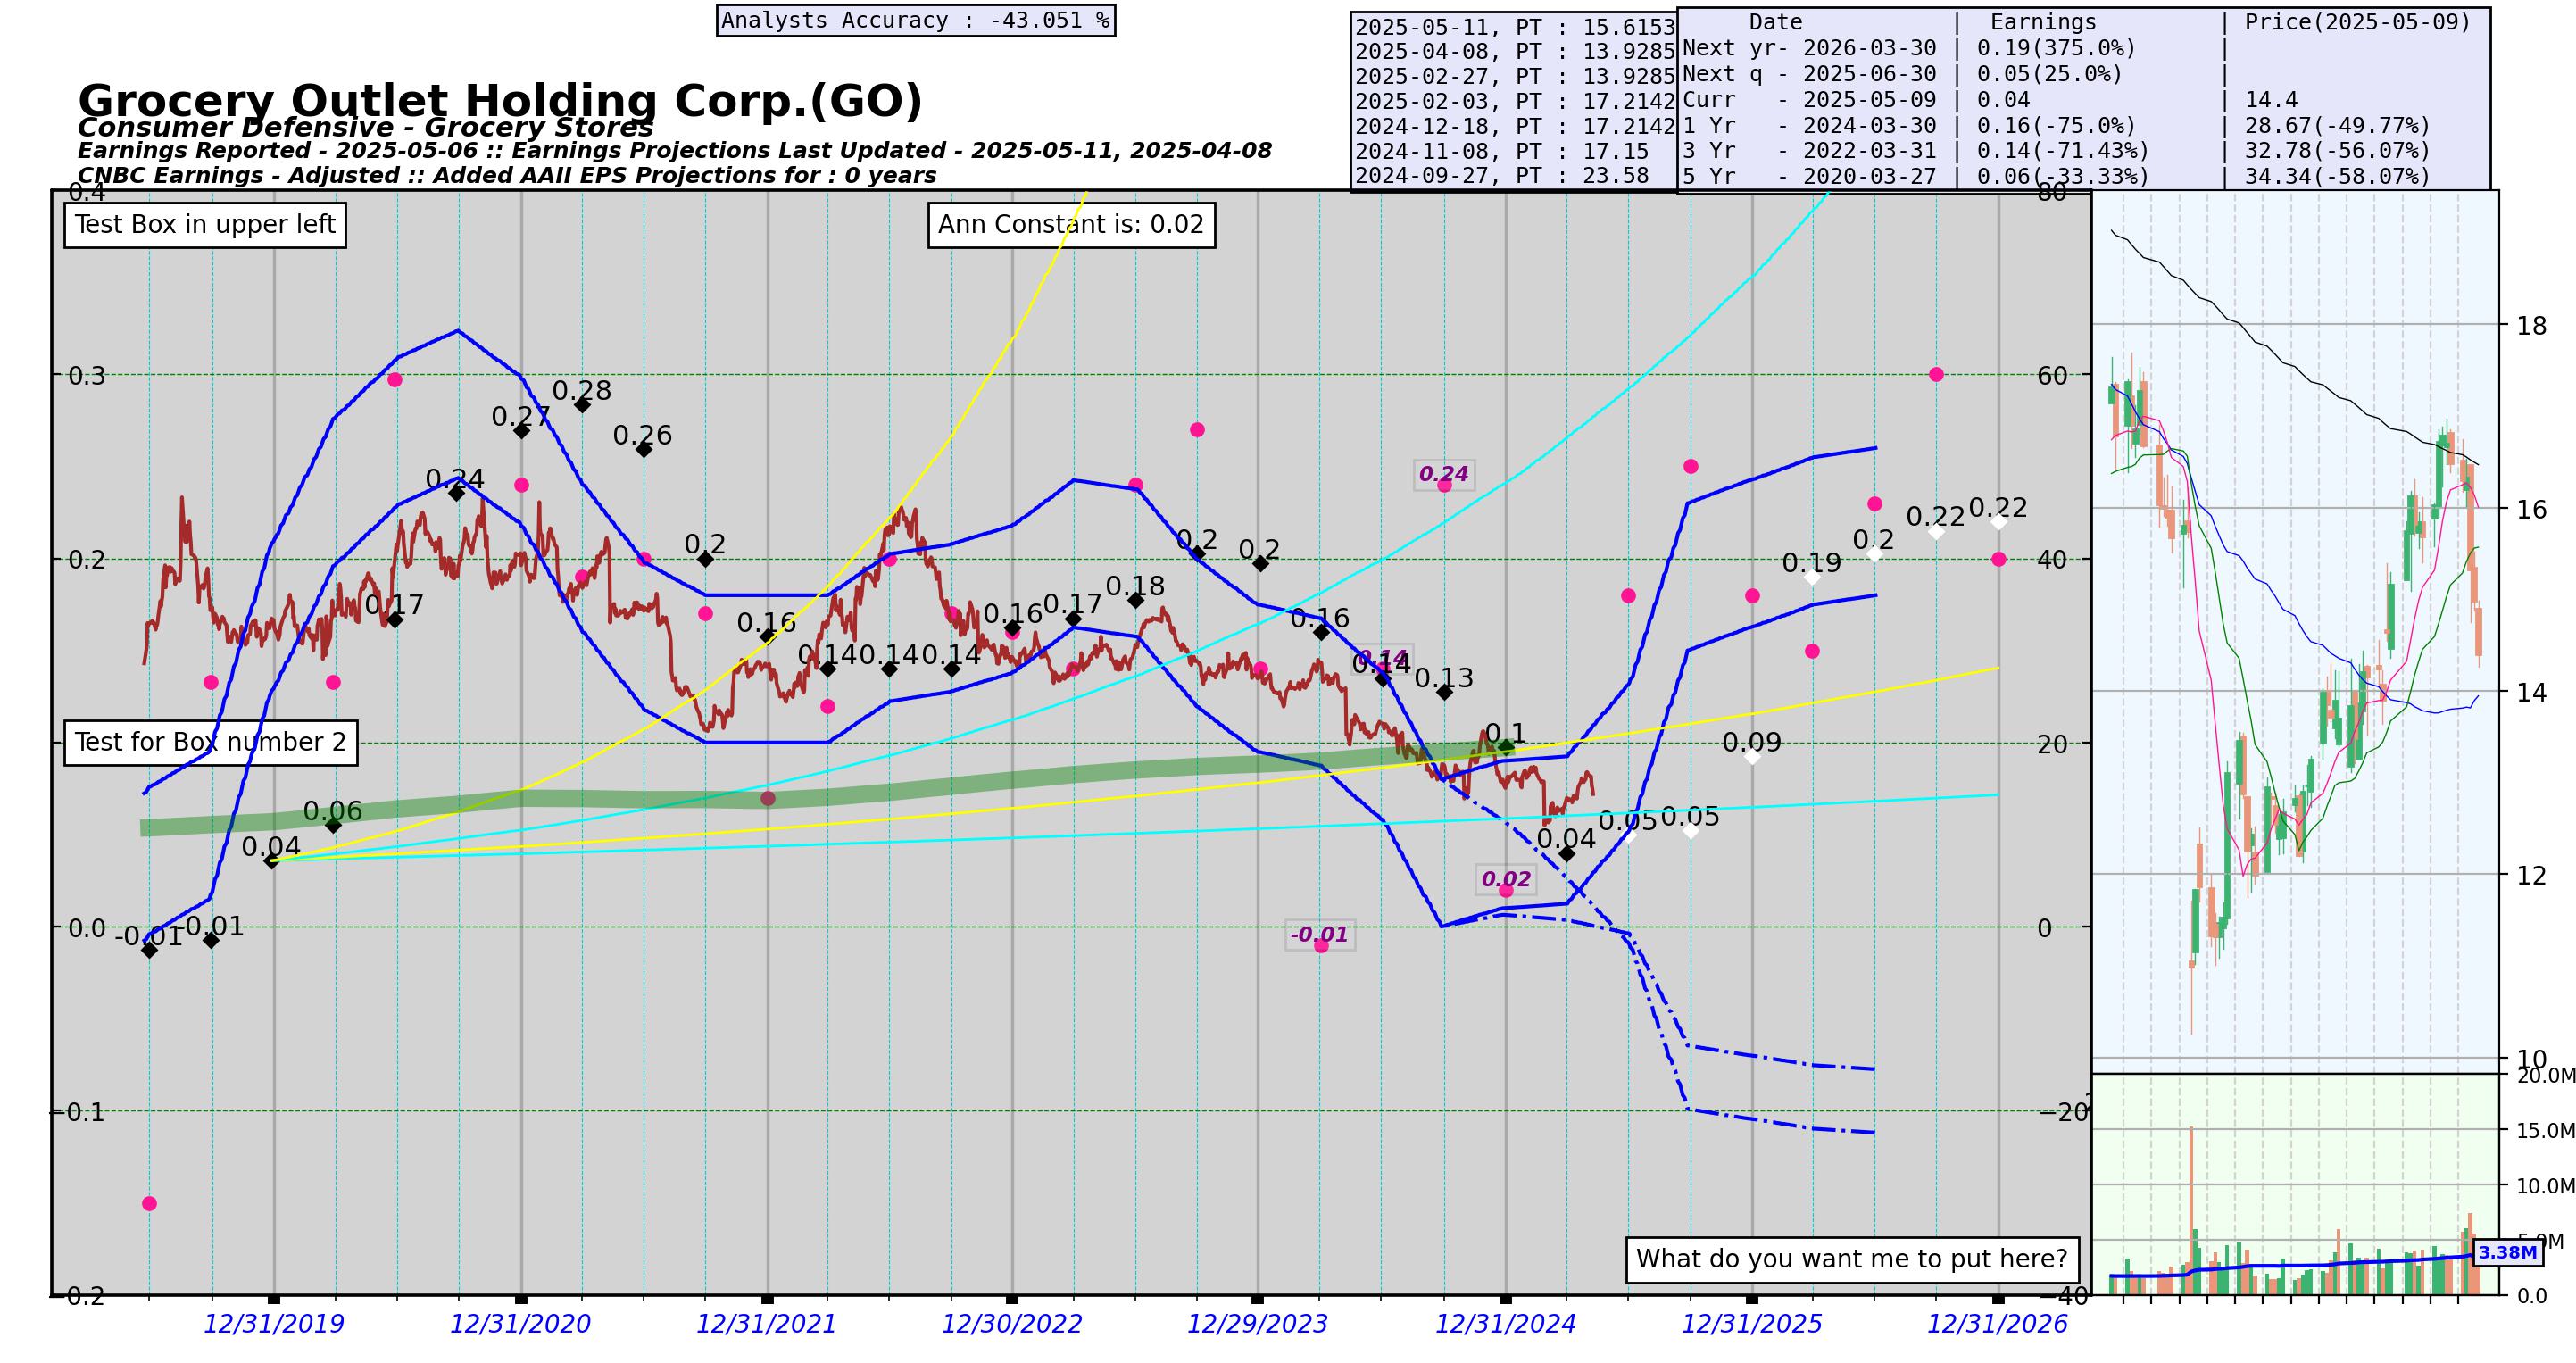 Analysts Accuracy : -43.051 %
Grocery Outlet Holding Corp.(GO)
Consumer Defensive - Grocery Stores
Earnings Reported - 2025-05-06 :: Earnings Projections Last Updated - 2025-05-11, 2025-04-08
CNBC Earnings - Adjusted :: Added AAII EPS Projections for : 0 years
2025-05-11, PT : 15.6153
2025-04-08, PT : 13.9285
2025-02-27, PT : 13.9285
2025-02-03, PT : 17.2142
2024-12-18, PT : 17.2142
2024-11-08, PT : 17.15
2024-09-27, PT : 23.58
Date | Earnings | Price(2025-05-09)
Next yr- 2026-03-30 | 0.19(375.0%) |
Next q - 2025-06-30 | 0.05(25.0%) |
Curr - 2025-05-09 | 0.04 | 14.4
1 Yr - 2024-03-30 | 0.16(-75.0%) | 28.67(-49.77%)
3 Yr - 2022-03-31 | 0.14(-71.43%) | 32.78(-56.07%)
5 Yr - 2020-03-27 | 0.06(-33.33%) | 34.34(-58.07%)
0.4
0.3
0.2
0.0
−0.1
−0.2
Test Box in upper left
Ann Constant is: 0.02
Test for Box number 2
What do you want me to put here?
-0.01
-0.01
0.04
0.06
0.17
0.24
0.27
0.28
0.26
0.2
0.16
0.14
0.14
0.14
0.16
0.17
0.18
0.2
0.2
0.16
0.14
0.13
0.1
0.04
0.05
0.05
0.09
0.19
0.2
0.22
0.22
-0.01
0.14
0.24
0.02
80
60
40
20
0
−20
−40
18
16
14
12
10
20.0M
15.0M
10.0M
5.0M
0.0
3.38M
12/31/2019
12/31/2020
12/31/2021
12/30/2022
12/29/2023
12/31/2024
12/31/2025
12/31/2026